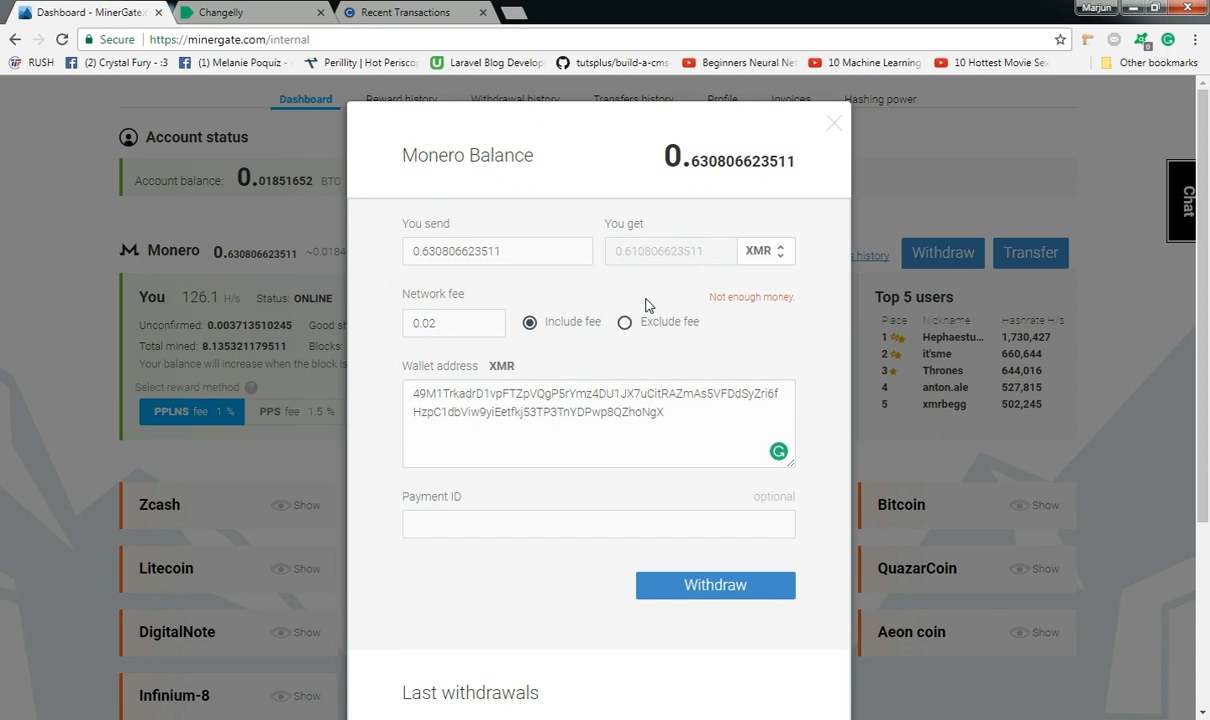 Dashboard - MinerGate.c
Changelly
Recent Transactions
Marjun
Secure
https://minergate.com/internal
RUSH
(2) Crystal Fury - :3
(1) Melanie Poquiz -
Perillity | Hot Perisco
Laravel Blog Develop
tutsplus/build-a-cms
Beginners Neural Net
10 Machine Learning
10 Hottest Movie Sex
Other bookmarks
Dashboard
Reward history
Withdrawal history
Transfers history
Profile
Invoices
Hashing power
Account status
Account balance: 0.01851652 BTC
Monero 0.630806623511 ~0.0184
s history
Withdraw
Transfer
You 126.1 H/s Status: ONLINE
Unconfirmed: 0.003713510245 Good sh
Total mined: 8.135321179511 Blocks:
Your balance will increase when the block is
Select reward method ?
PPLNS fee 1 %
PPS fee 1.5 %
Top 5 users
Place Nickname Hashrate H/s
1 Hephaestu... 1,730,427
2 it'sme 660,644
3 Thrones 644,016
4 anton.ale 527,815
5 xmrbegg 502,245
Chat
Monero Balance
0.630806623511
You send
You get
0.630806623511
0.610806623511
XMR
Network fee
Not enough money.
0.02
Include fee
Exclude fee
Wallet address XMR
49M1TrkadrD1vpFTZpVQgP5rYmz4DU1JX7uCitRAZmAs5VFDdSyZri6f
HzpC1dbViw9yiEetfkj53TP3TnYDPwp8QZhoNgX
Payment ID
optional
Withdraw
Last withdrawals
Zcash
Show
Litecoin
Show
DigitalNote
Show
Infinium-8
Show
Bitcoin
Show
QuazarCoin
Show
Aeon coin
Show